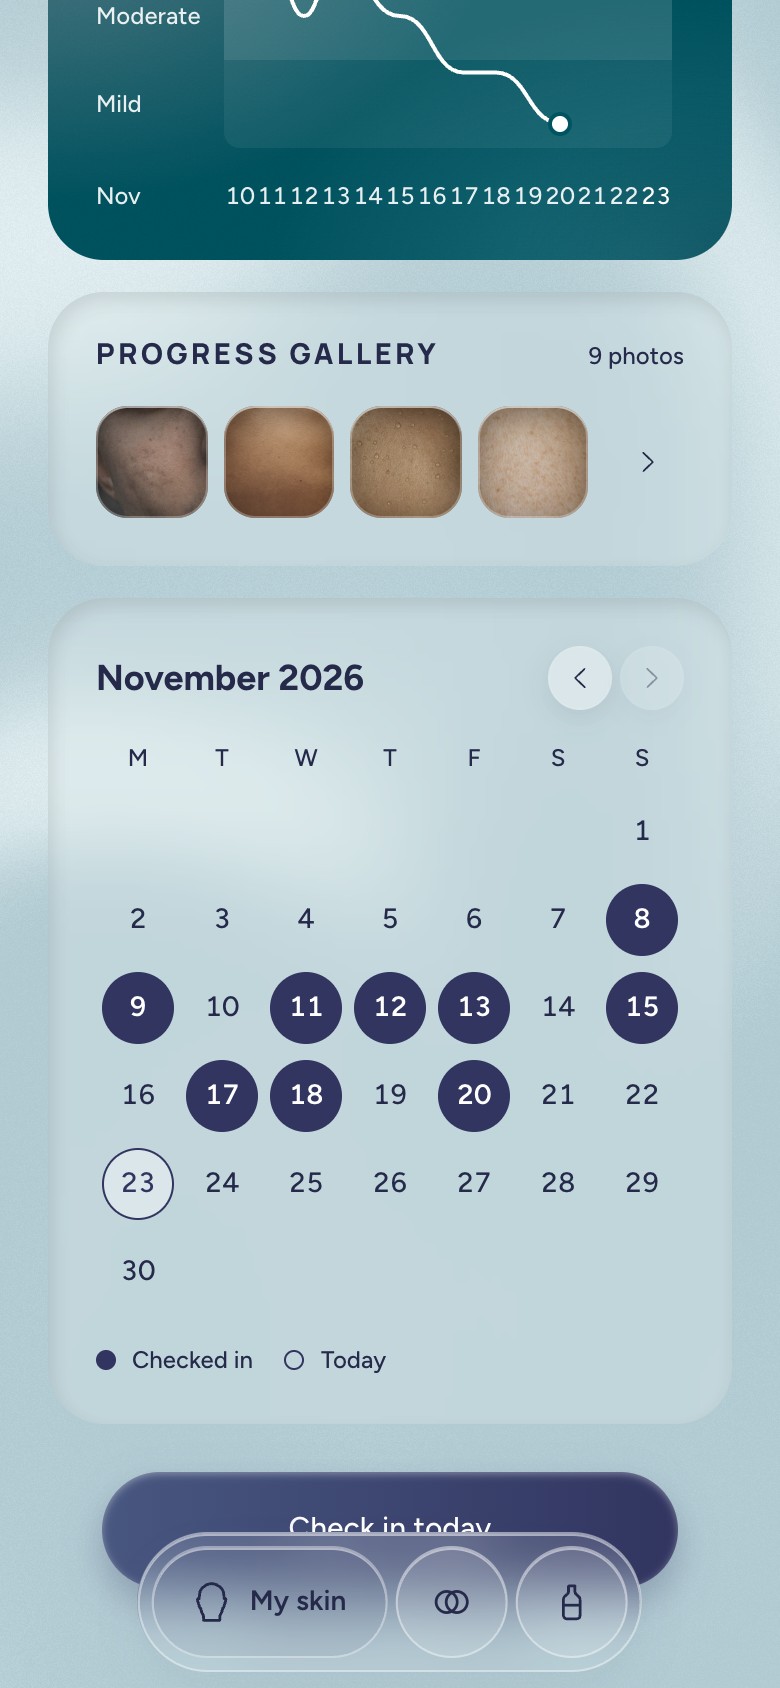 Moderate
Mild
Nov 10 11 12 13 14 15 16 17 18 19 20 21 22 23
PROGRESS GALLERY 9 photos
November 2026
M T W T F S S
1
2 3 4 5 6 7 8
9 10 11 12 13 14 15
16 17 18 19 20 21 22
23 24 25 26 27 28 29
30
Checked in Today
Check in today
My skin